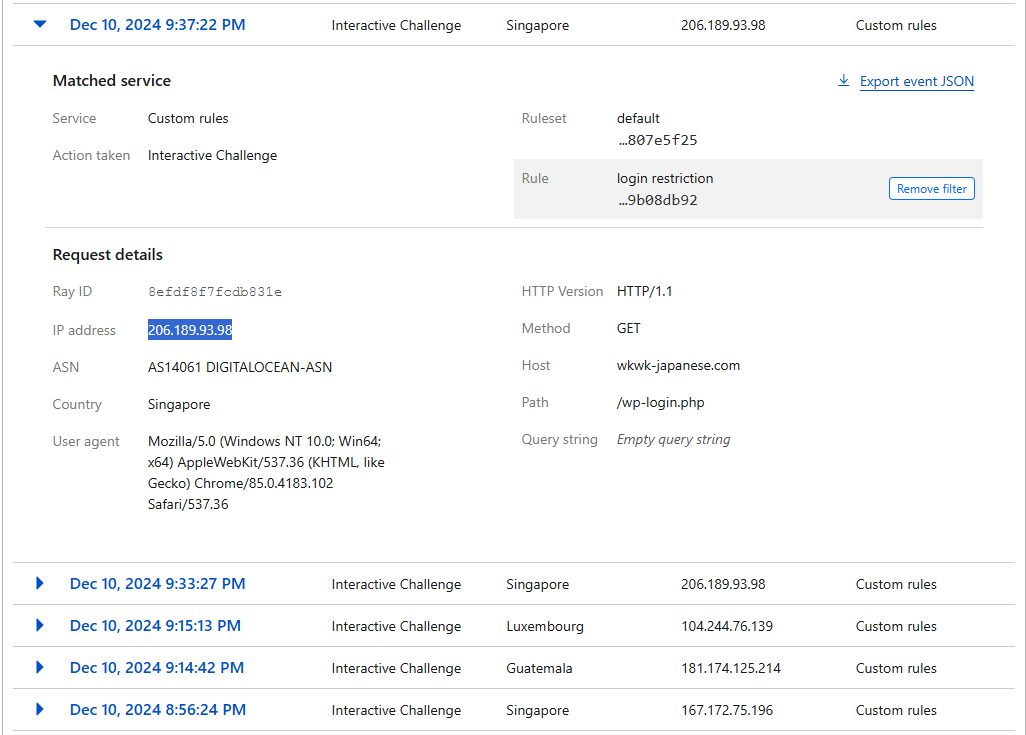 Dec 10, 2024 9:37:22 PM Interactive Challenge Singapore 206.189.93.98 Custom rules
Matched service
Export event JSON
Service Custom rules
Action taken Interactive Challenge
Ruleset default
...807e5f25
Rule login restriction
...9b08db92
Remove filter
Request details
Ray ID 8efdf8f7fcdb831e
IP address 206.189.93.98
ASN AS14061 DIGITALOCEAN-ASN
Country Singapore
User agent Mozilla/5.0 (Windows NT 10.0; Win64;
x64) AppleWebKit/537.36 (KHTML, like
Gecko) Chrome/85.0.4183.102
Safari/537.36
HTTP Version HTTP/1.1
Method GET
Host wkwk-japanese.com
Path /wp-login.php
Query string Empty query string
Dec 10, 2024 9:33:27 PM Interactive Challenge Singapore 206.189.93.98 Custom rules
Dec 10, 2024 9:15:13 PM Interactive Challenge Luxembourg 104.244.76.139 Custom rules
Dec 10, 2024 9:14:42 PM Interactive Challenge Guatemala 181.174.125.214 Custom rules
Dec 10, 2024 8:56:24 PM Interactive Challenge Singapore 167.172.75.196 Custom rules